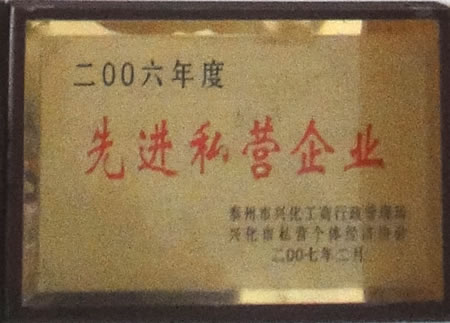 二00六年度
先进私营企业
泰州市兴化工商行政管理局
兴化市私营个体经济协会
二00七年二月